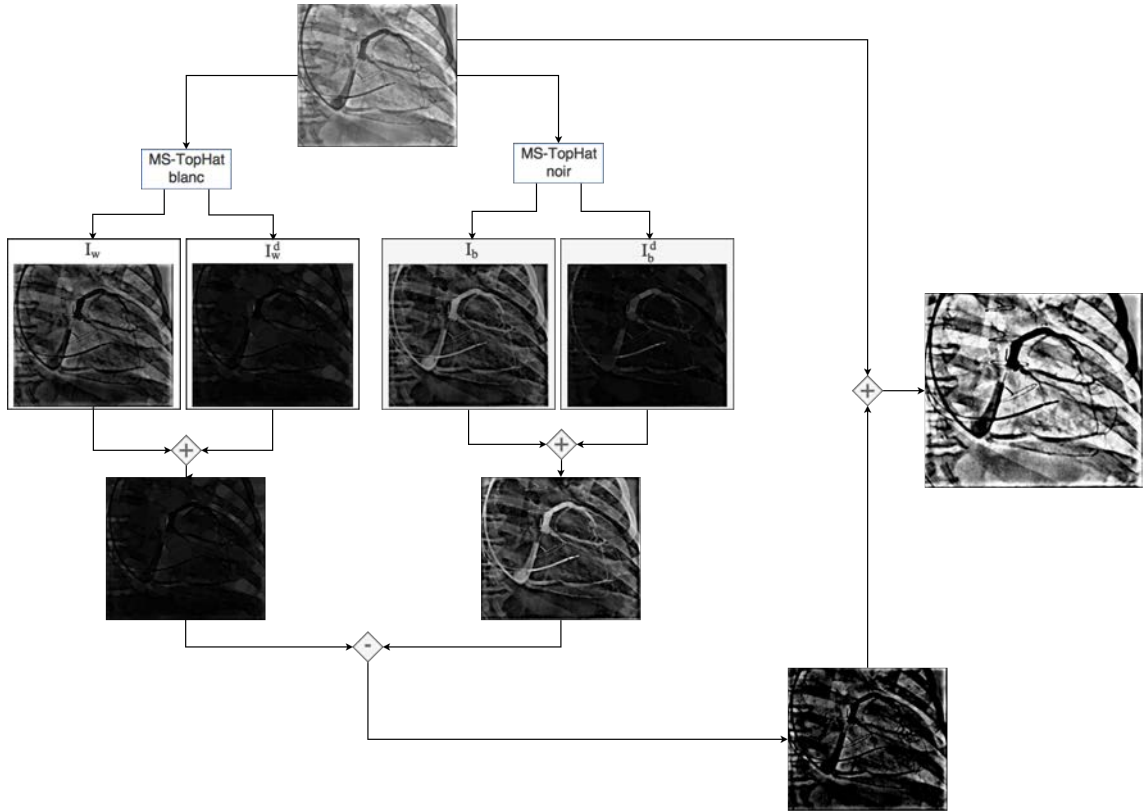 MS-TopHat
blanc
MS-TopHat
noir
I_w
I_w^d
I_b
I_b^d
+
+
-
+